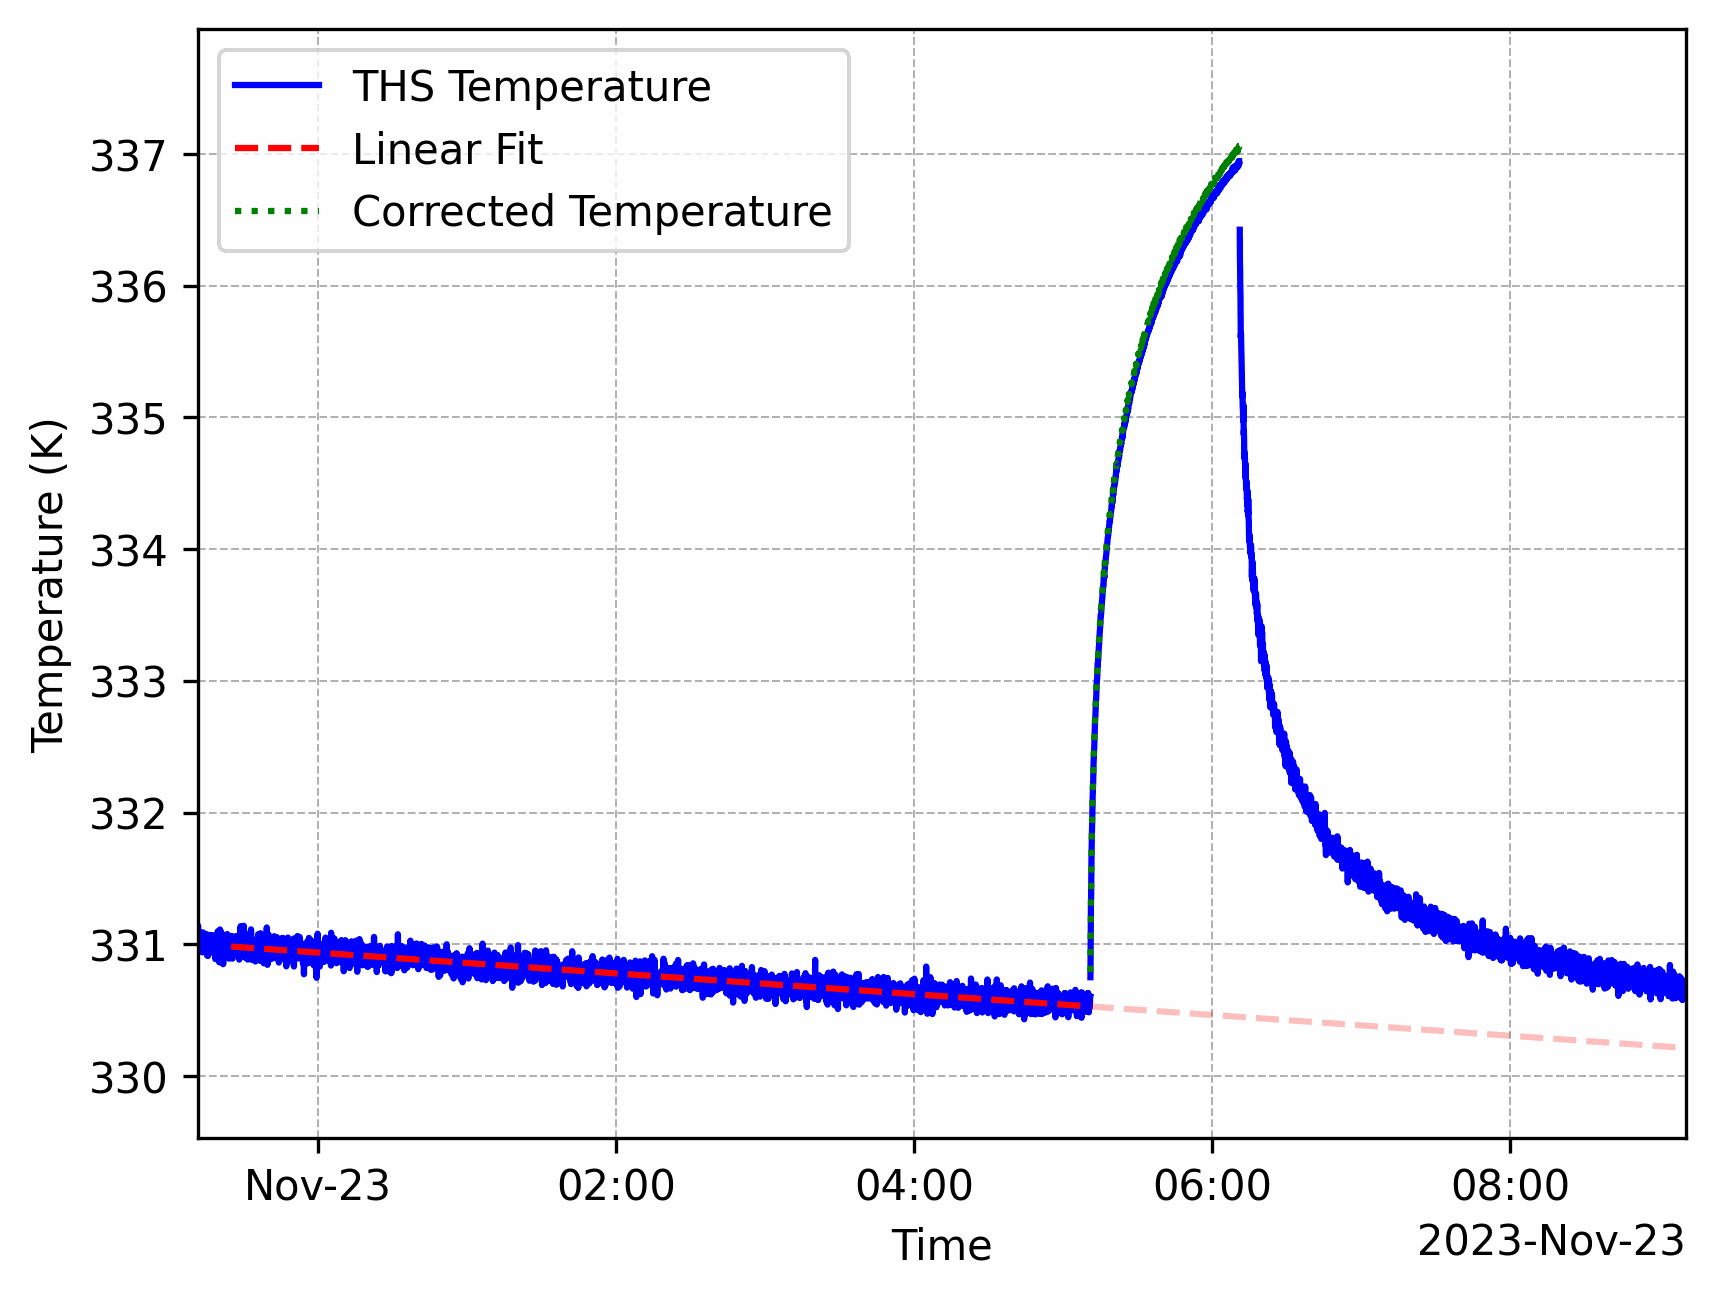 THS Temperature
Linear Fit
Corrected Temperature
337
336
335
334
333
332
331
330
Temperature (K)
Nov-23 02:00 04:00 06:00 08:00
Time
2023-Nov-23